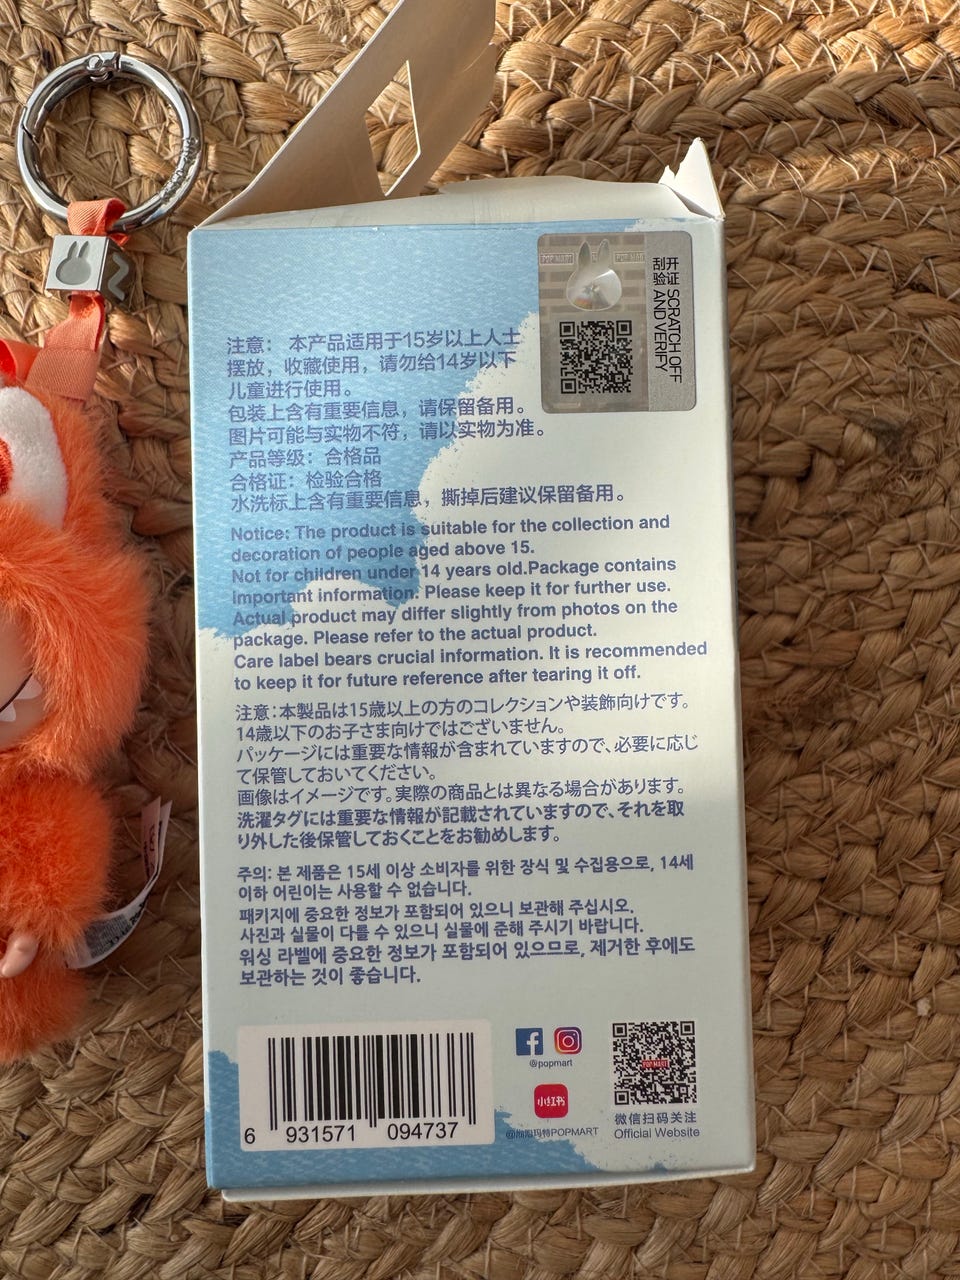 POP MART
POP MART
开 证
刮 验
SCRATCH OFF
AND VERIFY
注意： 本产品适用于15岁以上人士
摆放，收藏使用，请勿给14岁以下
儿童进行使用。
包装上含有重要信息，请保留备用。
图片可能与实物不符，请以实物为准。
产品等级：合格品
合格证：检验合格
水洗标上含有重要信息，撕掉后建议保留备用。
Notice: The product is suitable for the collection and
decoration of people aged above 15.
Not for children under 14 years old.Package contains
important information. Please keep it for further use.
Actual product may differ slightly from photos on the
package. Please refer to the actual product.
Care label bears crucial information. It is recommended
to keep it for future reference after tearing it off.
注意：本製品は15歳以上の方のコレクションや装飾向けです。
14歳以下のお子さま向けではございません。
パッケージには重要な情報が含まれていますので、必要に応じ
て保管しておいてください。
画像はイメージです。実際の商品とは異なる場合があります。
洗濯タグには重要な情報が記載されていますので、それを取
り外した後保管しておくことをお勧めします。
주의: 본 제품은 15세 이상 소비자를 위한 장식 및 수집용으로, 14세
이하 어린이는 사용할 수 없습니다.
패키지에 중요한 정보가 포함되어 있으니 보관해 주십시오.
사진과 실물이 다를 수 있으니 실물에 준해 주시기 바랍니다.
워싱 라벨에 중요한 정보가 포함되어 있으므로, 제거한 후에도
보관하는 것이 좋습니다.
6 931571 094737
@popmart
小红书
@泡泡玛特POPMART
POP MART
微信扫码关注
Official Website